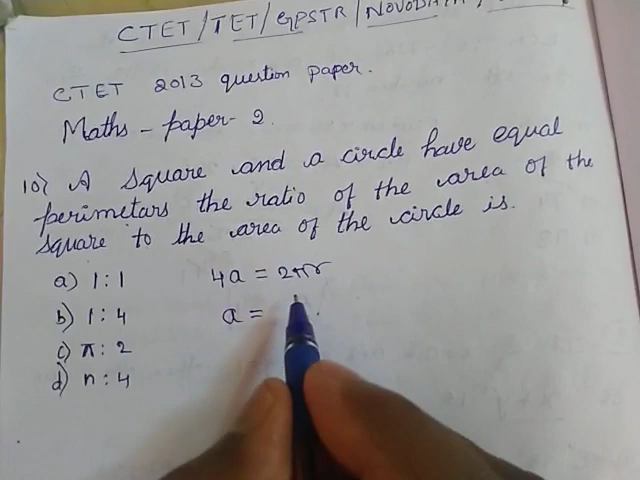 CTET/TET/GPSTR/NOVODAYA/
CTET 2013 question paper.
Maths - paper - 2.
10) A square and a circle have equal
perimetars the ratio of the area of the
square to the area of the circle is.
a) 1:1
4a = 2πr
b) 1:4
a =
c) π:2
d) n:4